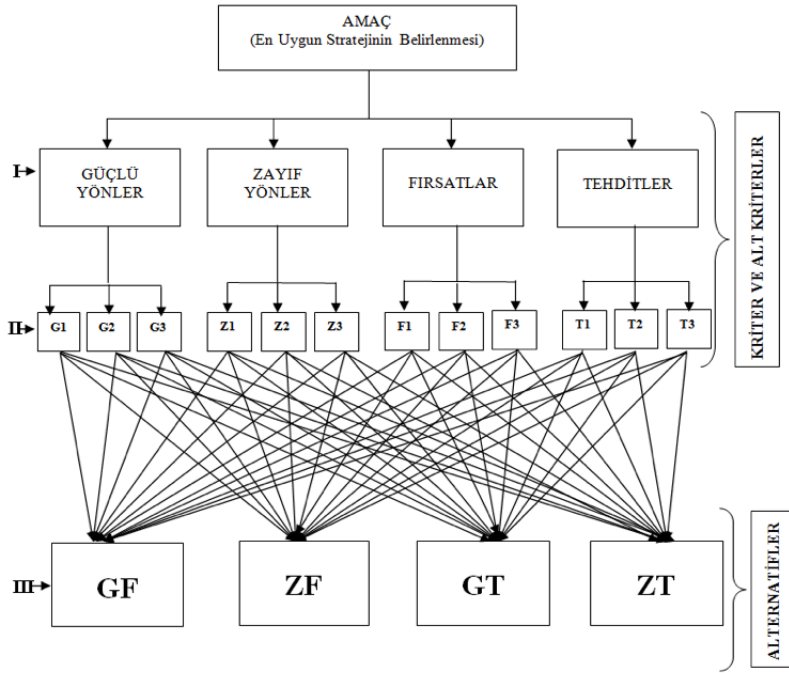 AMAÇ
(En Uygun Stratejinin Belirlenmesi)
I
GÜÇLÜ
YÖNLER
ZAYIF
YÖNLER
FIRSATLAR
TEHDİTLER
KRİTER VE ALT KRİTERLER
II
G1
G2
G3
Z1
Z2
Z3
F1
F2
F3
T1
T2
T3
III
GF
ZF
GT
ZT
ALTERNATİFLER